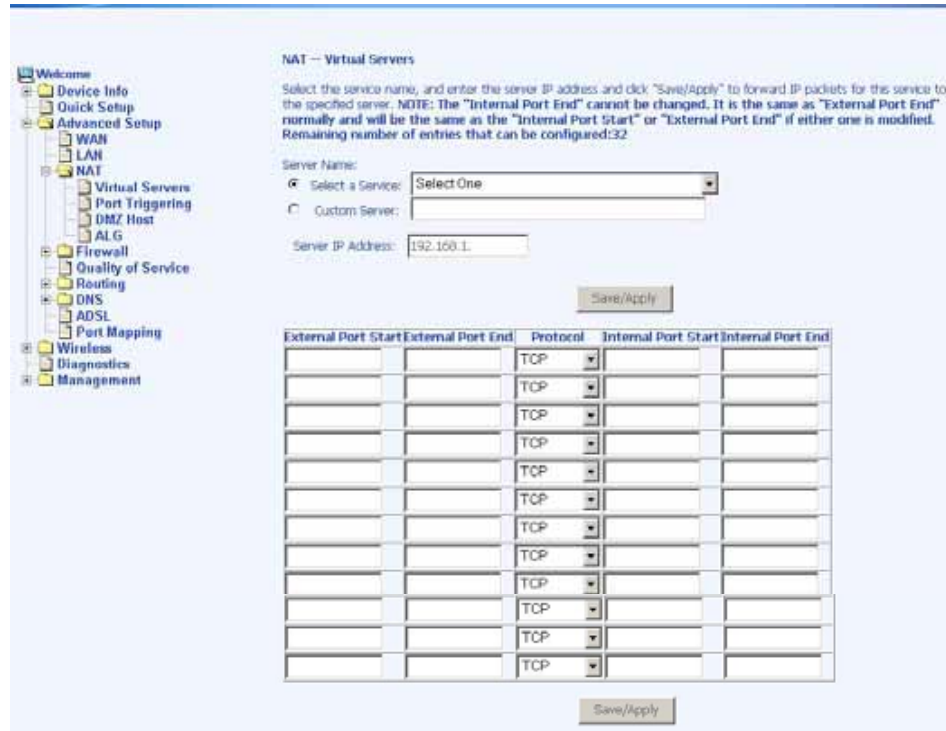 Welcome
Device Info
Quick Setup
Advanced Setup
WAN
LAN
NAT
Virtual Servers
Port Triggering
DMZ Host
ALG
Firewall
Quality of Service
Routing
DNS
ADSL
Port Mapping
Wireless
Diagnostics
Management
NAT -- Virtual Servers
Select the service name, and enter the server IP address and click "Save/Apply" to forward IP packets for this service to
the specified server. NOTE: The "Internal Port End" cannot be changed. It is the same as "External Port End"
normally and will be the same as the "Internal Port Start" or "External Port End" if either one is modified.
Remaining number of entries that can be configured:32
Server Name:
Select a Service: Select One
Custom Server:
Server IP Address: 192.168.1.
Save/Apply
External Port Start External Port End Protocol Internal Port Start Internal Port End
TCP
TCP
TCP
TCP
TCP
TCP
TCP
TCP
TCP
TCP
TCP
TCP
Save/Apply